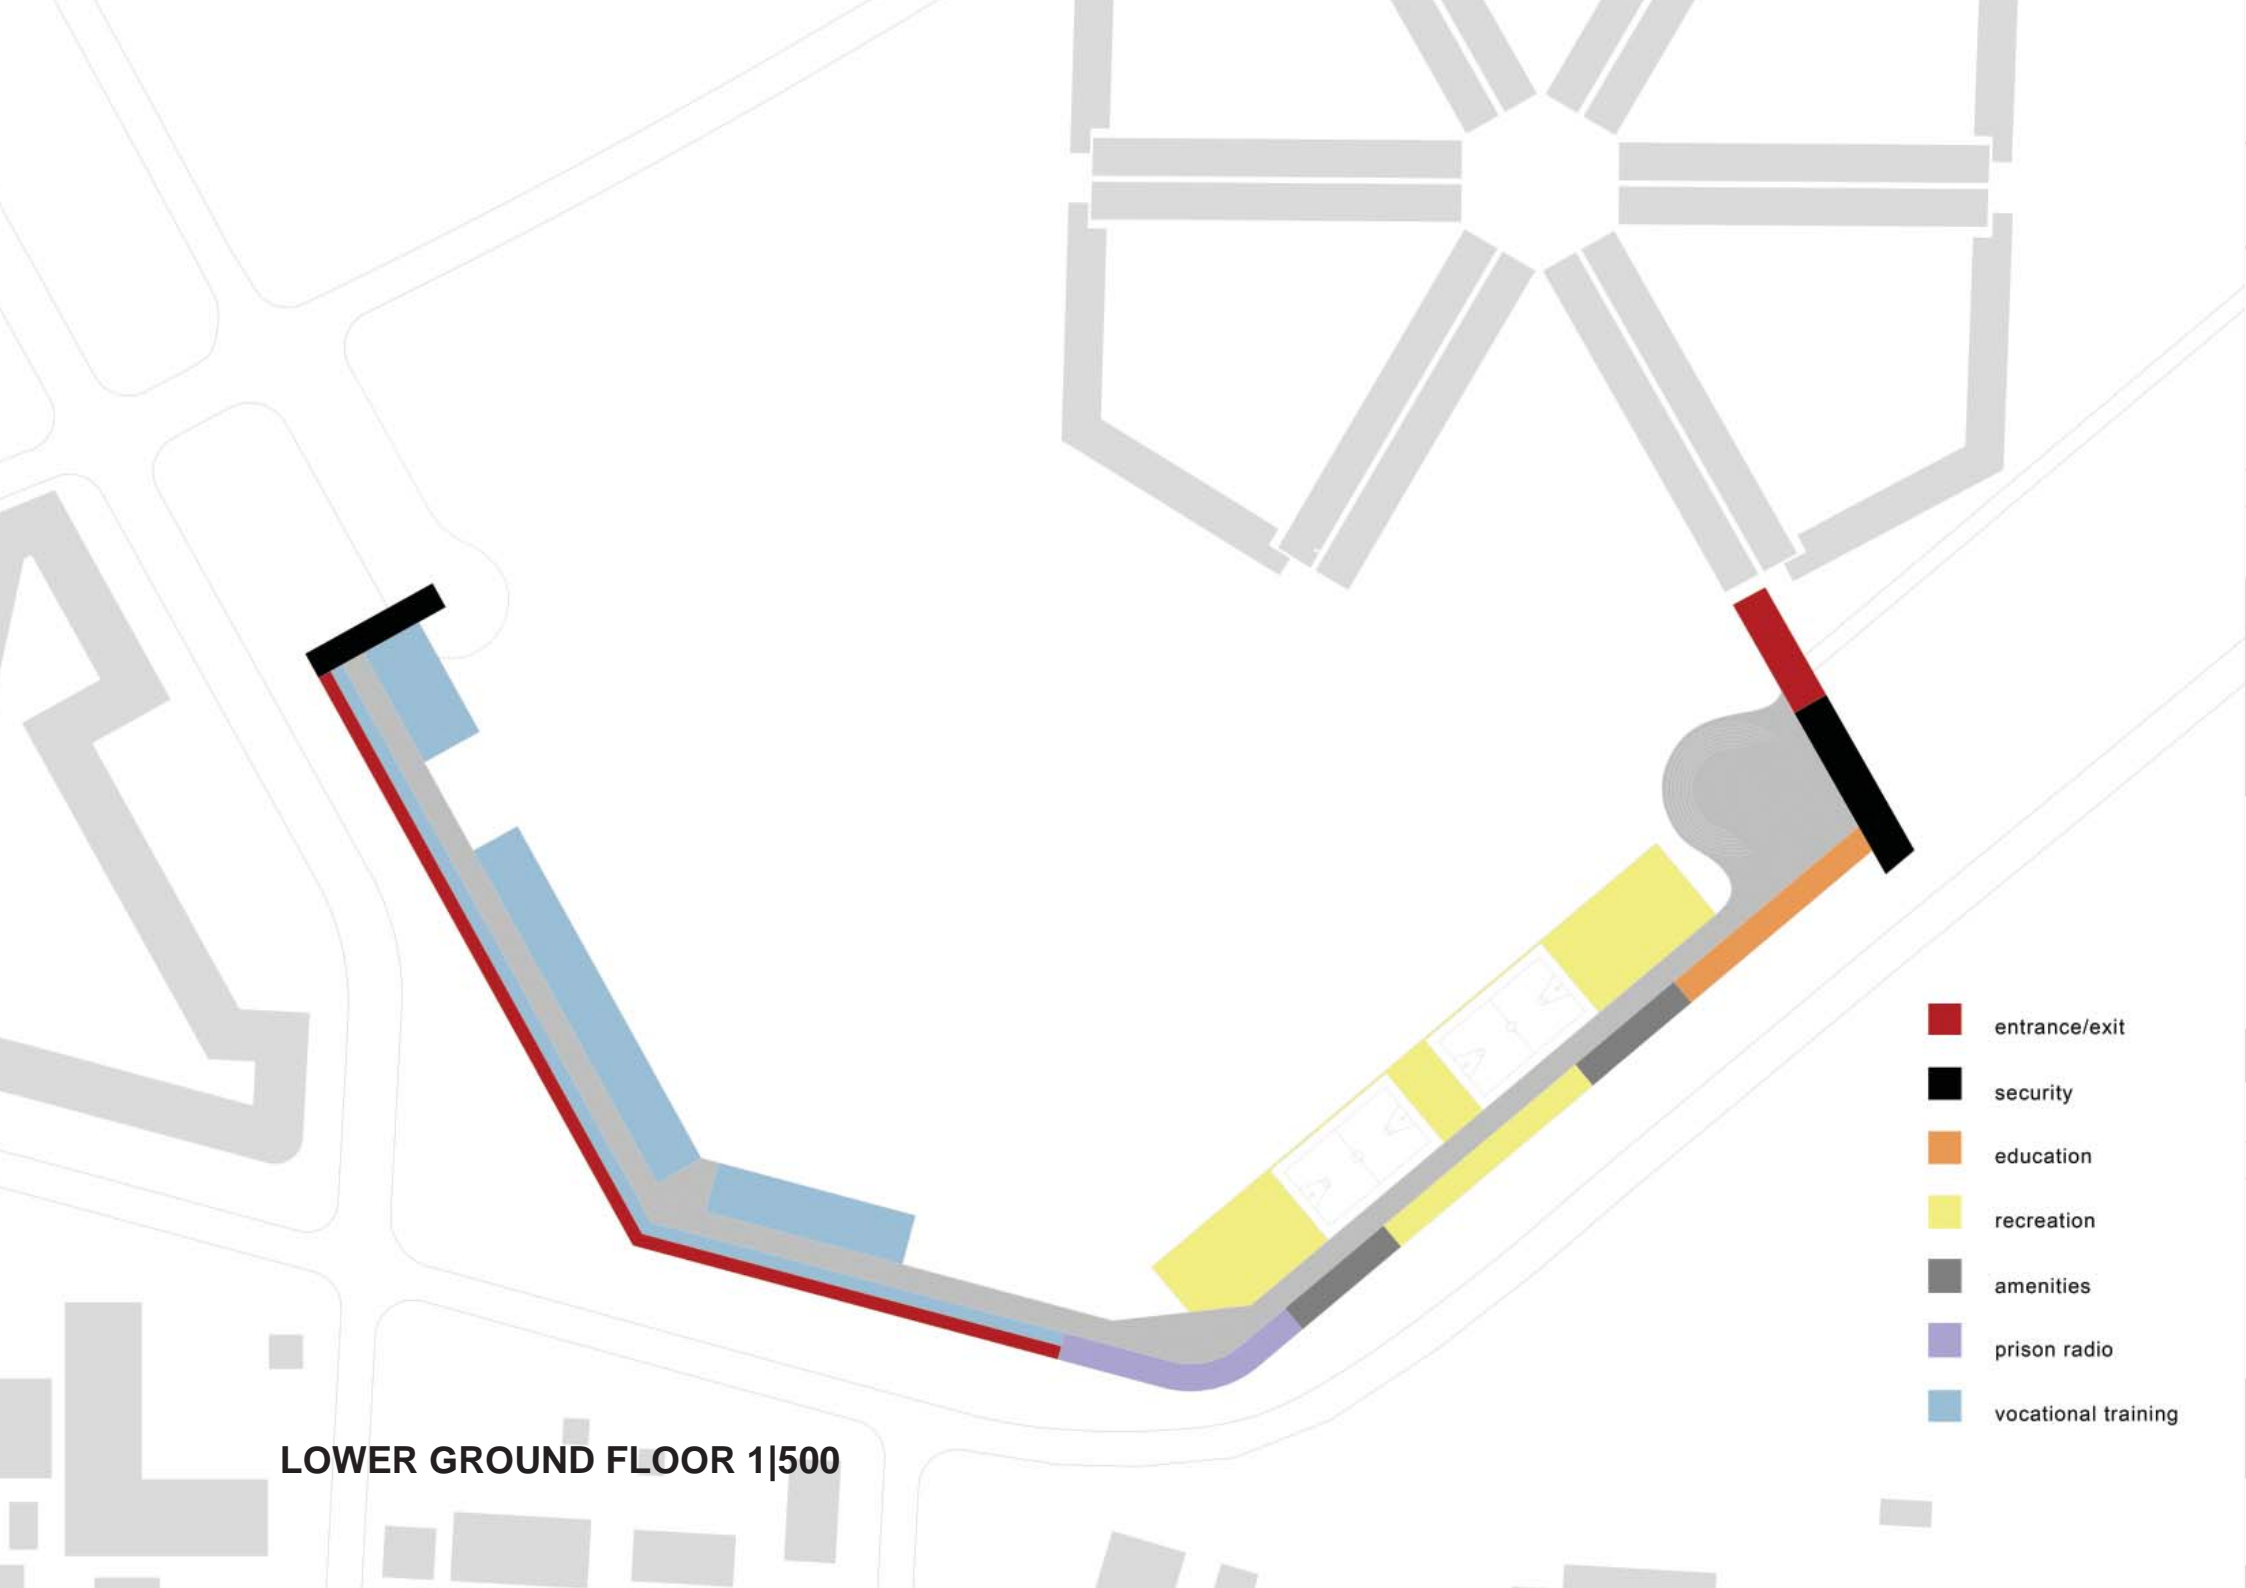 entrance/exit
security
education
recreation
amenities
prison radio
vocational training
LOWER GROUND FLOOR 1|500